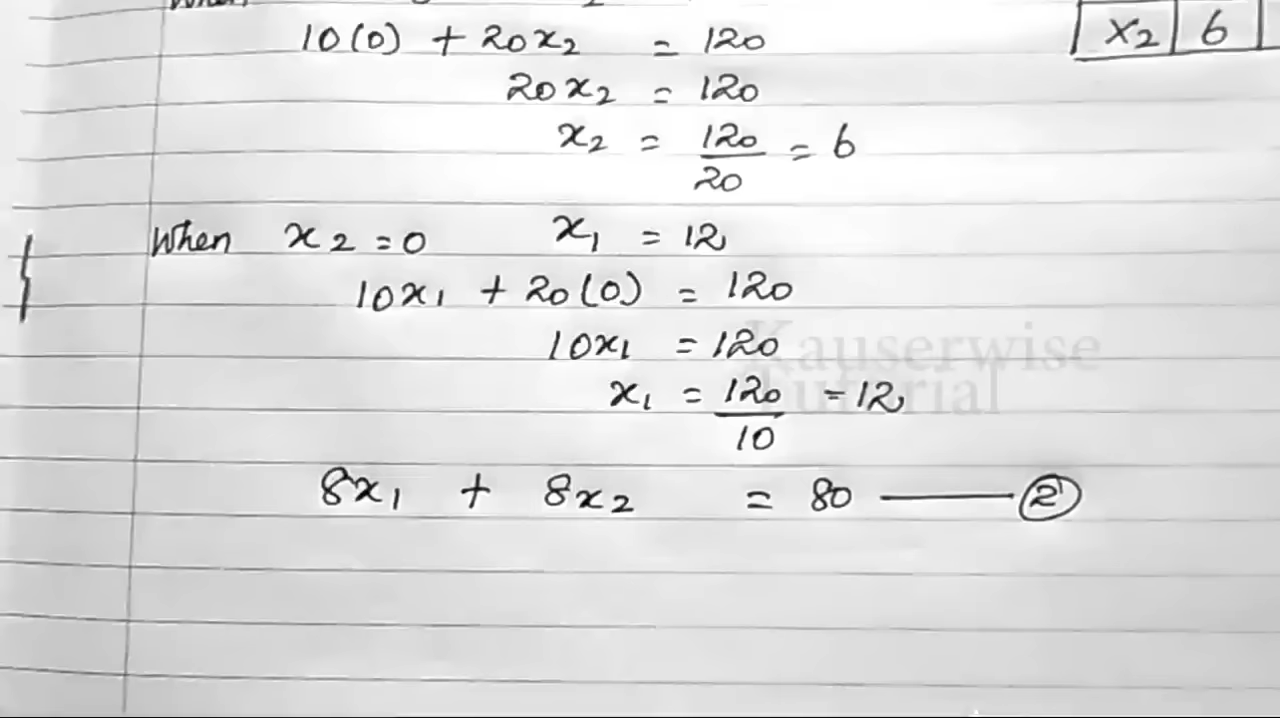 10(0) + 20x2 = 120
x2 6
20x2 = 120
x2 = 120/20 = 6
When x2=0 x1 = 12
10x1 + 20(0) = 120
10x1 = 120
x1 = 120/10 = 12
8x1 + 8x2 = 80 —— ②
Kauserwise
Tutorial